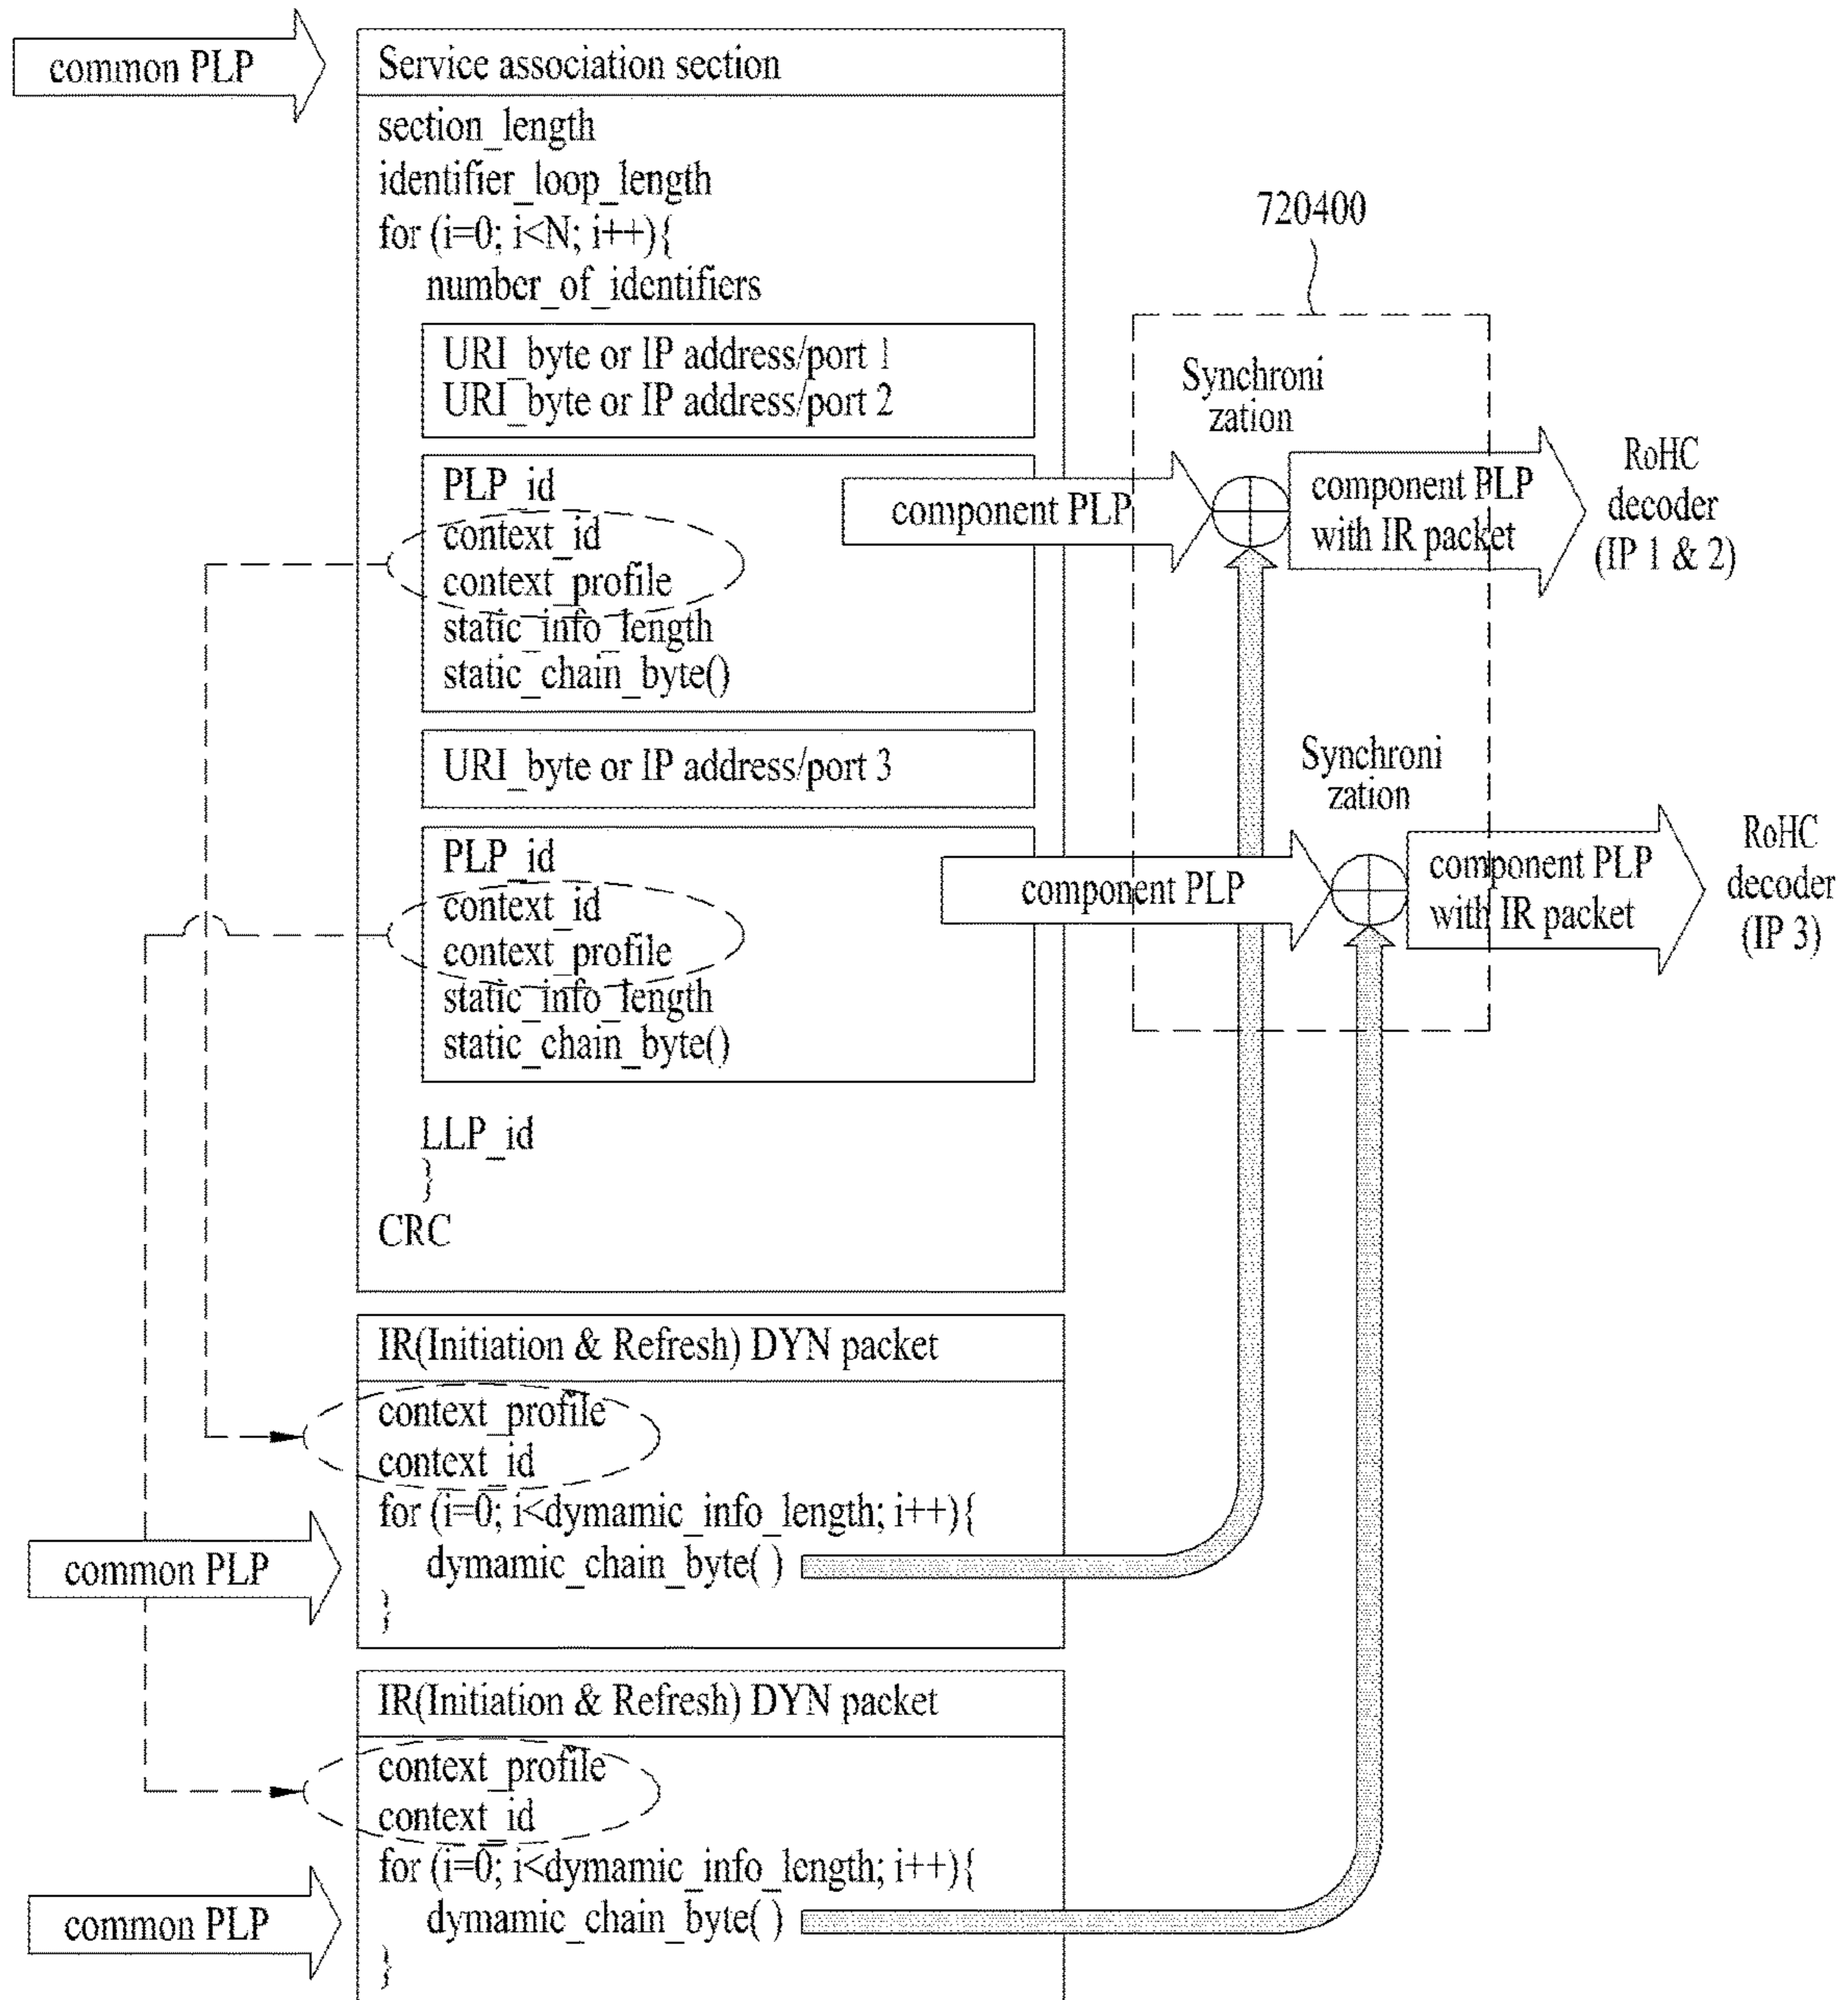 common PLP
Service association section
section_length
identifier_loop_length
for (i=0; i<N; i++){
number_of_identifiers
URI_byte or IP address/port 1
URI_byte or IP address/port 2
PLP_id
context_id
context_profile
static_info_length
static_chain_byte()
URI_byte or IP address/port 3
PLP_id
context_id
context_profile
static_info_length
static_chain_byte()
LLP_id
}
CRC
720400
Synchroni
zation
component PLP
component PLP
with IR packet
RoHC
decoder
(IP 1 & 2)
Synchroni
zation
component PLP
component PLP
with IR packet
RoHC
decoder
(IP 3)
IR(Initiation & Refresh) DYN packet
context_profile
context_id
for (i=0; i<dymamic_info_length; i++){
dymamic_chain_byte( )
}
common PLP
IR(Initiation & Refresh) DYN packet
context_profile
context_id
for (i=0; i<dymamic_info_length; i++){
dymamic_chain_byte( )
}
common PLP